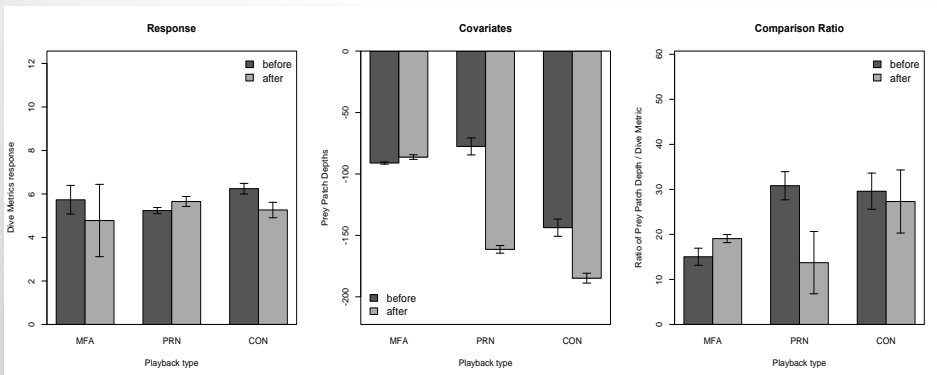 Response
before
after
Dive Metrics response
0
2
4
6
8
10
12
MFA
PRN
CON
Playback type
Covariates
Prey Patch Depths
0
-50
-100
-150
-200
before
after
MFA
PRN
CON
Playback type
Comparison Ratio
before
after
Ratio of Prey Patch Depth / Dive Metric
0
10
20
30
40
50
60
MFA
PRN
CON
Playback type